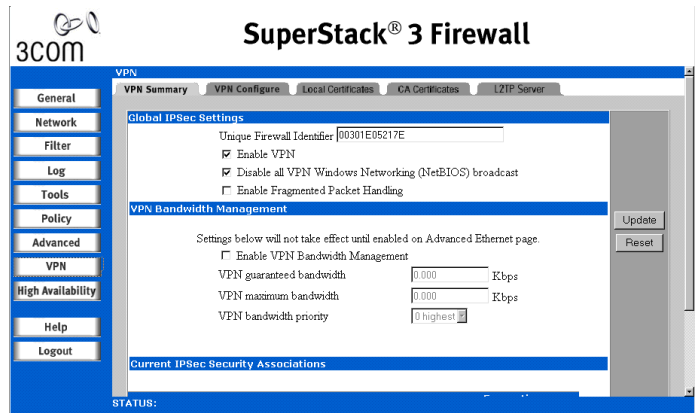 3COM
SuperStack® 3 Firewall
VPN
VPN Summary
VPN Configure
Local Certificates
CA Certificates
L2TP Server
General
Network
Filter
Log
Tools
Policy
Advanced
VPN
High Availability
Help
Logout
Global IPSec Settings
Unique Firewall Identifier 00301E05217E
Enable VPN
Disable all VPN Windows Networking (NetBIOS) broadcast
Enable Fragmented Packet Handling
VPN Bandwidth Management
Settings below will not take effect until enabled on Advanced Ethernet page.
Enable VPN Bandwidth Management
VPN guaranteed bandwidth 0.000 Kbps
VPN maximum bandwidth 0.000 Kbps
VPN bandwidth priority 0 highest
Current IPSec Security Associations
Update
Reset
STATUS: